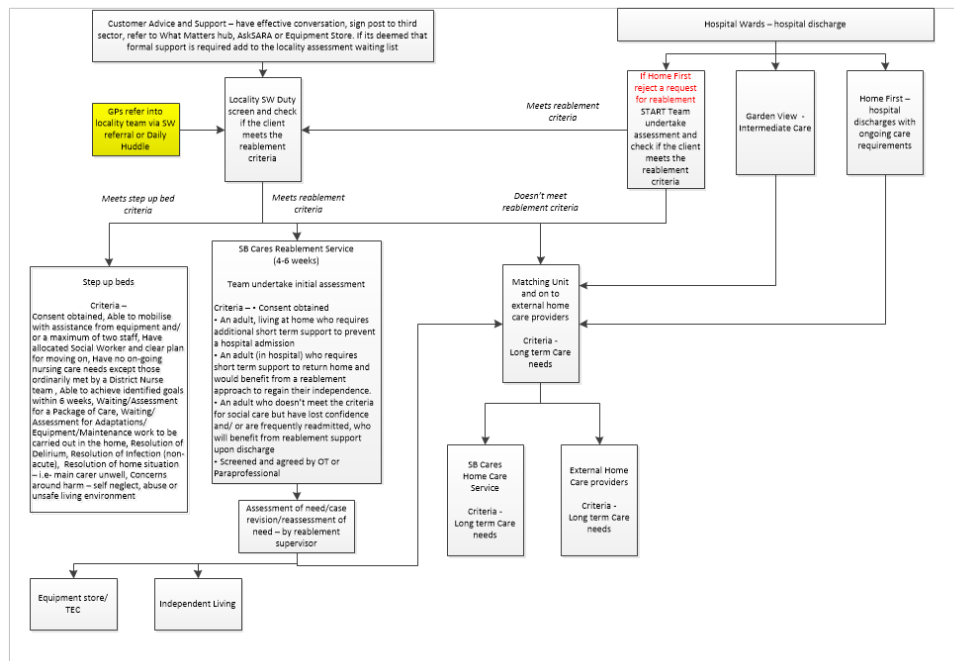 Customer Advice and Support – have effective conversation, sign post to third
sector, refer to What Matters hub, AskSARA or Equipment Store. If its deemed that
formal support is required add to the locality assessment waiting list
Hospital Wards – hospital discharge
GPs refer into
locality team via SW
referral or Daily
Huddle
Locality SW Duty
screen and check
if the client
meets the
reablement
criteria
Meets reablement
criteria
If Home First
reject a request
for reablement
START Team
undertake
assessment and
check if the client
meets the
reablement
criteria
Garden View -
Intermediate Care
Home First –
hospital
discharges with
ongoing care
requirements
Meets step up bed
criteria
Meets reablement
criteria
Doesn't meet
reablement criteria
Step up beds
Criteria –
Consent obtained, Able to mobilise
with assistance from equipment and/
or a maximum of two staff, Have
allocated Social Worker and clear plan
for moving on, Have no on-going
nursing care needs except those
ordinarily met by a District Nurse
team , Able to achieve identified goals
within 6 weeks, Waiting/Assessment
for a Package of Care, Waiting/
Assessment for Adaptations/
Equipment/Maintenance work to be
carried out in the home, Resolution of
Delirium, Resolution of Infection (non-
acute), Resolution of home situation
– i.e- main carer unwell, Concerns
around harm – self neglect, abuse or
unsafe living environment
SB Cares Reablement Service
(4-6 weeks)
Team undertake initial assessment
Criteria – • Consent obtained
• An adult, living at home who requires
additional short term support to prevent
a hospital admission
• An adult (in hospital) who requires
short term support to return home and
would benefit from a reablement
approach to regain their independence.
• An adult who doesn't meet the criteria
for social care but have lost confidence
and/ or are frequently readmitted, who
will benefit from reablement support
upon discharge
• Screened and agreed by OT or
Paraprofessional
Matching Unit
and on to
external home
care providers
Criteria -
Long term Care
needs
Assessment of need/case
revision/reassessment of
need – by reablement
supervisor
SB Cares
Home Care
Service
Criteria -
Long term Care
needs
External Home
Care providers
Criteria -
Long term Care
needs
Equipment store/
TEC
Independent Living